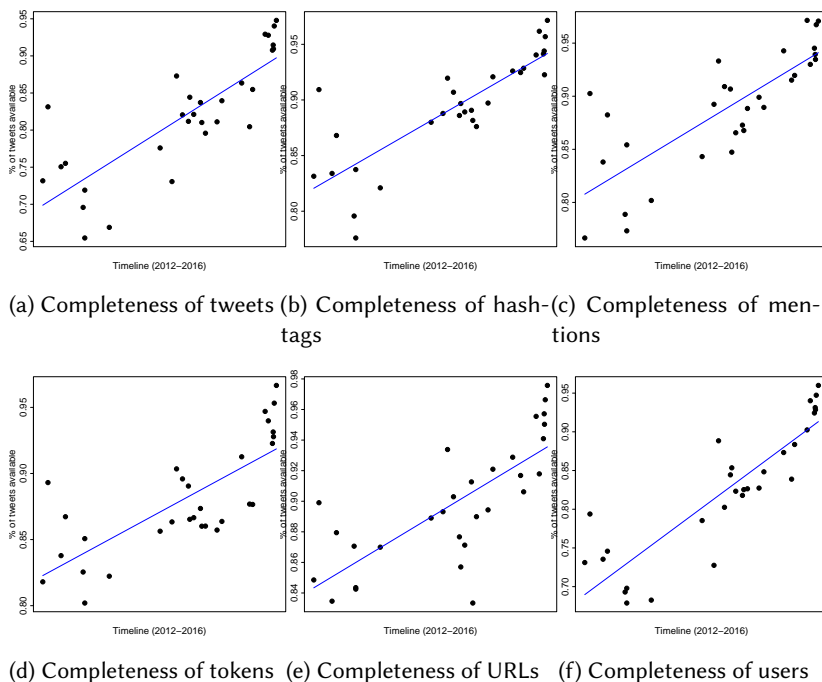 0.95
0.90
0.85
0.80
0.75
0.70
0.65
% of tweets available
Timeline (2012−2016)
(a) Completeness of tweets
0.95
0.90
0.85
0.80
% of tweets available
Timeline (2012−2016)
(b) Completeness of hash-
tags
0.95
0.90
0.85
0.80
% of tweets available
Timeline (2012−2016)
(c) Completeness of men-
tions
0.95
0.90
0.85
0.80
% of tweets available
Timeline (2012−2016)
(d) Completeness of tokens
0.98
0.96
0.94
0.92
0.90
0.88
0.86
0.84
% of tweets available
Timeline (2012−2016)
(e) Completeness of URLs
0.95
0.90
0.85
0.80
0.75
0.70
% of tweets available
Timeline (2012−2016)
(f) Completeness of users